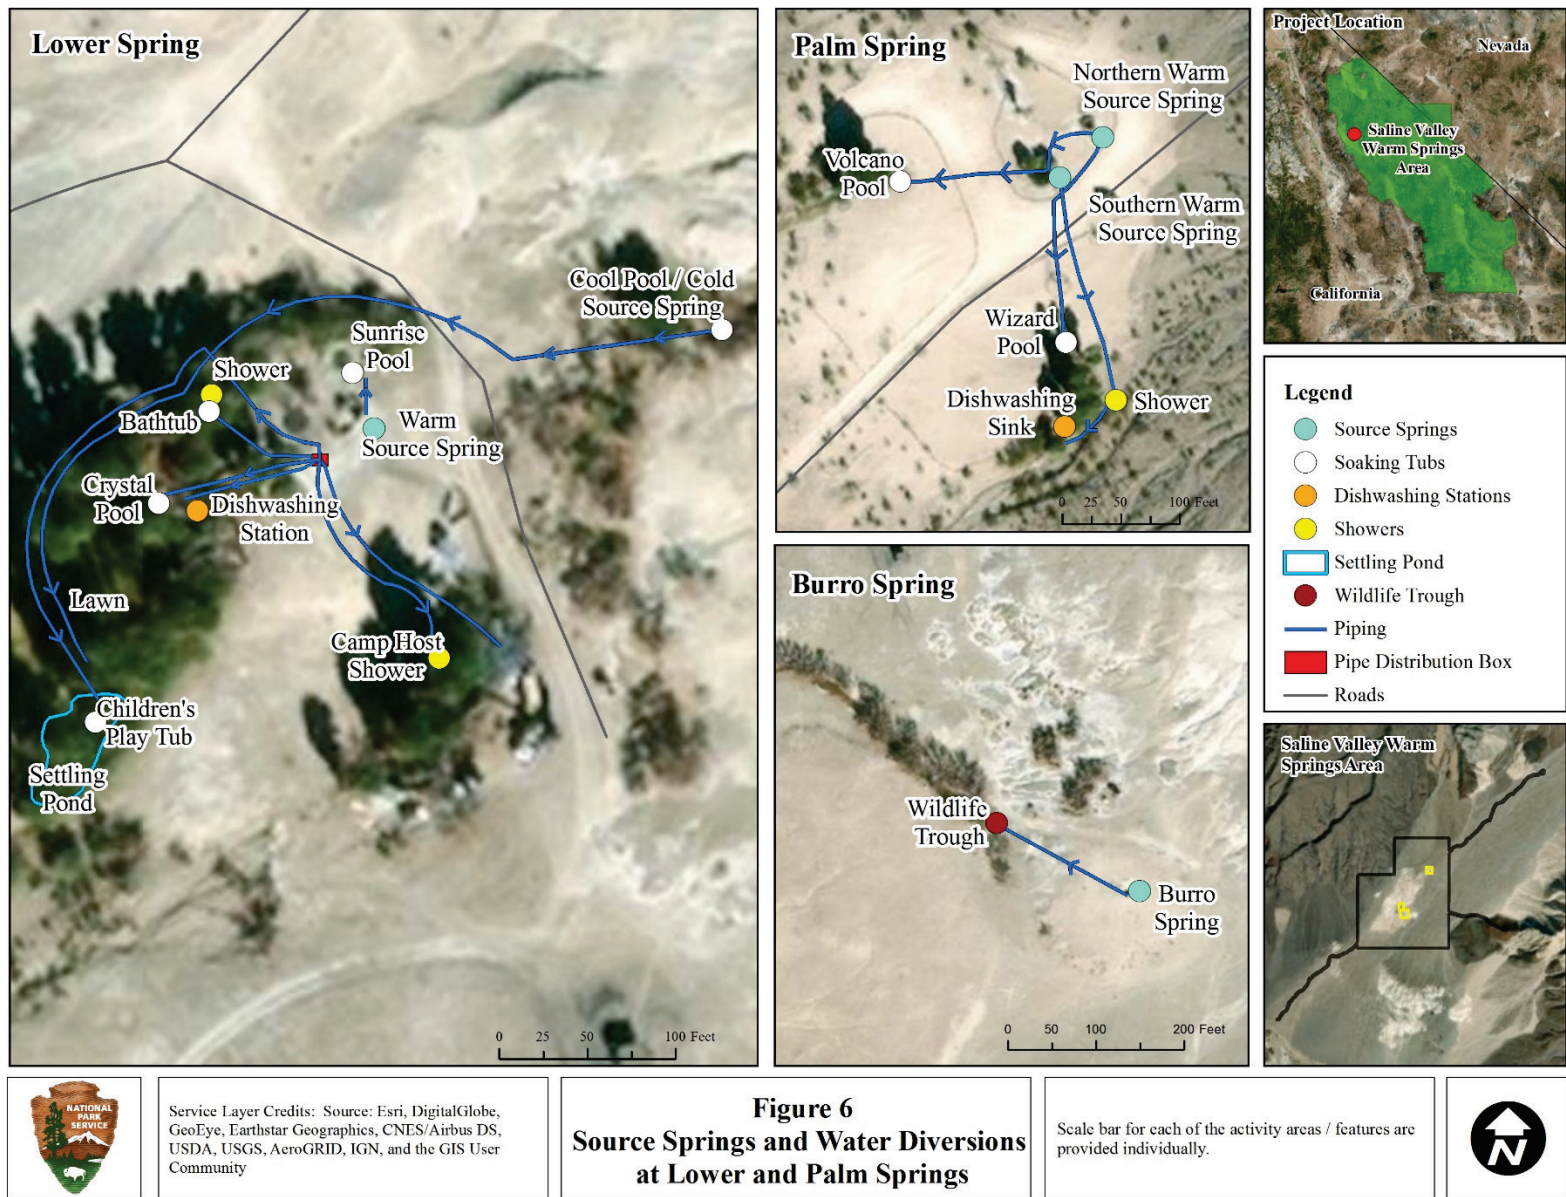 Lower Spring
Cool Pool / Cold
Source Spring
Sunrise
Pool
Shower
Bathtub
Warm
Source Spring
Crystal
Pool
Dishwashing
Station
Lawn
Camp Host
Shower
Children's
Play Tub
Settling
Pond
0 25 50 100 Feet
Palm Spring
Northern Warm
Source Spring
Volcano
Pool
Southern Warm
Source Spring
Wizard
Pool
Dishwashing
Sink
Shower
0 25 50 100 Feet
Burro Spring
Wildlife
Trough
Burro
Spring
0 50 100 200 Feet
Project Location
Nevada
Saline Valley
Warm Springs
Area
California
Legend
Source Springs
Soaking Tubs
Dishwashing Stations
Showers
Settling Pond
Wildlife Trough
Piping
Pipe Distribution Box
Roads
Saline Valley Warm
Springs Area
NATIONAL
PARK
SERVICE
Service Layer Credits: Source: Esri, DigitalGlobe,
GeoEye, Earthstar Geographics, CNES/Airbus DS,
USDA, USGS, AeroGRID, IGN, and the GIS User
Community
Figure 6
Source Springs and Water Diversions
at Lower and Palm Springs
Scale bar for each of the activity areas / features are
provided individually.
N